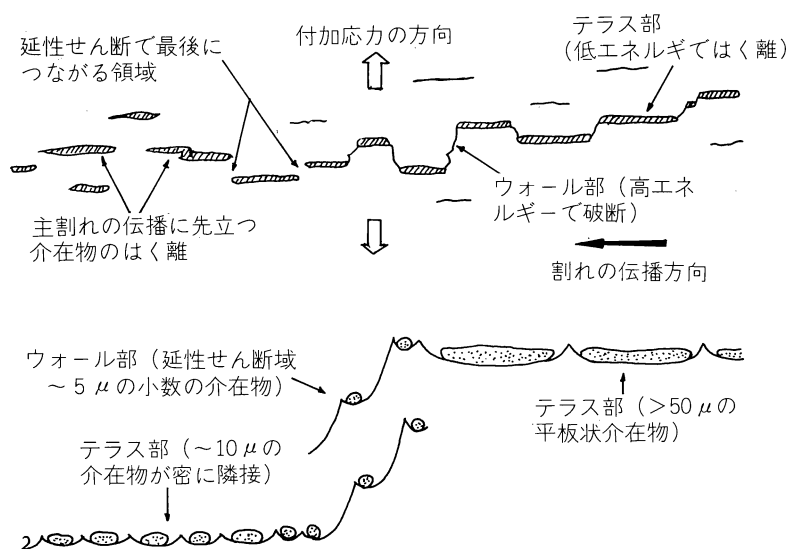 延性せん断で最後に
つながる領域
付加応力の方向
テラス部
(低エネルギではく離)
主割れの伝播に先立つ
介在物のはく離
ウォール部(高エネ
ルギーで破断)
割れの伝播方向
ウォール部(延性せん断域
~5μの小数の介在物)
テラス部(>50μの
平板状介在物)
テラス部(~10μの
介在物が密に隣接)